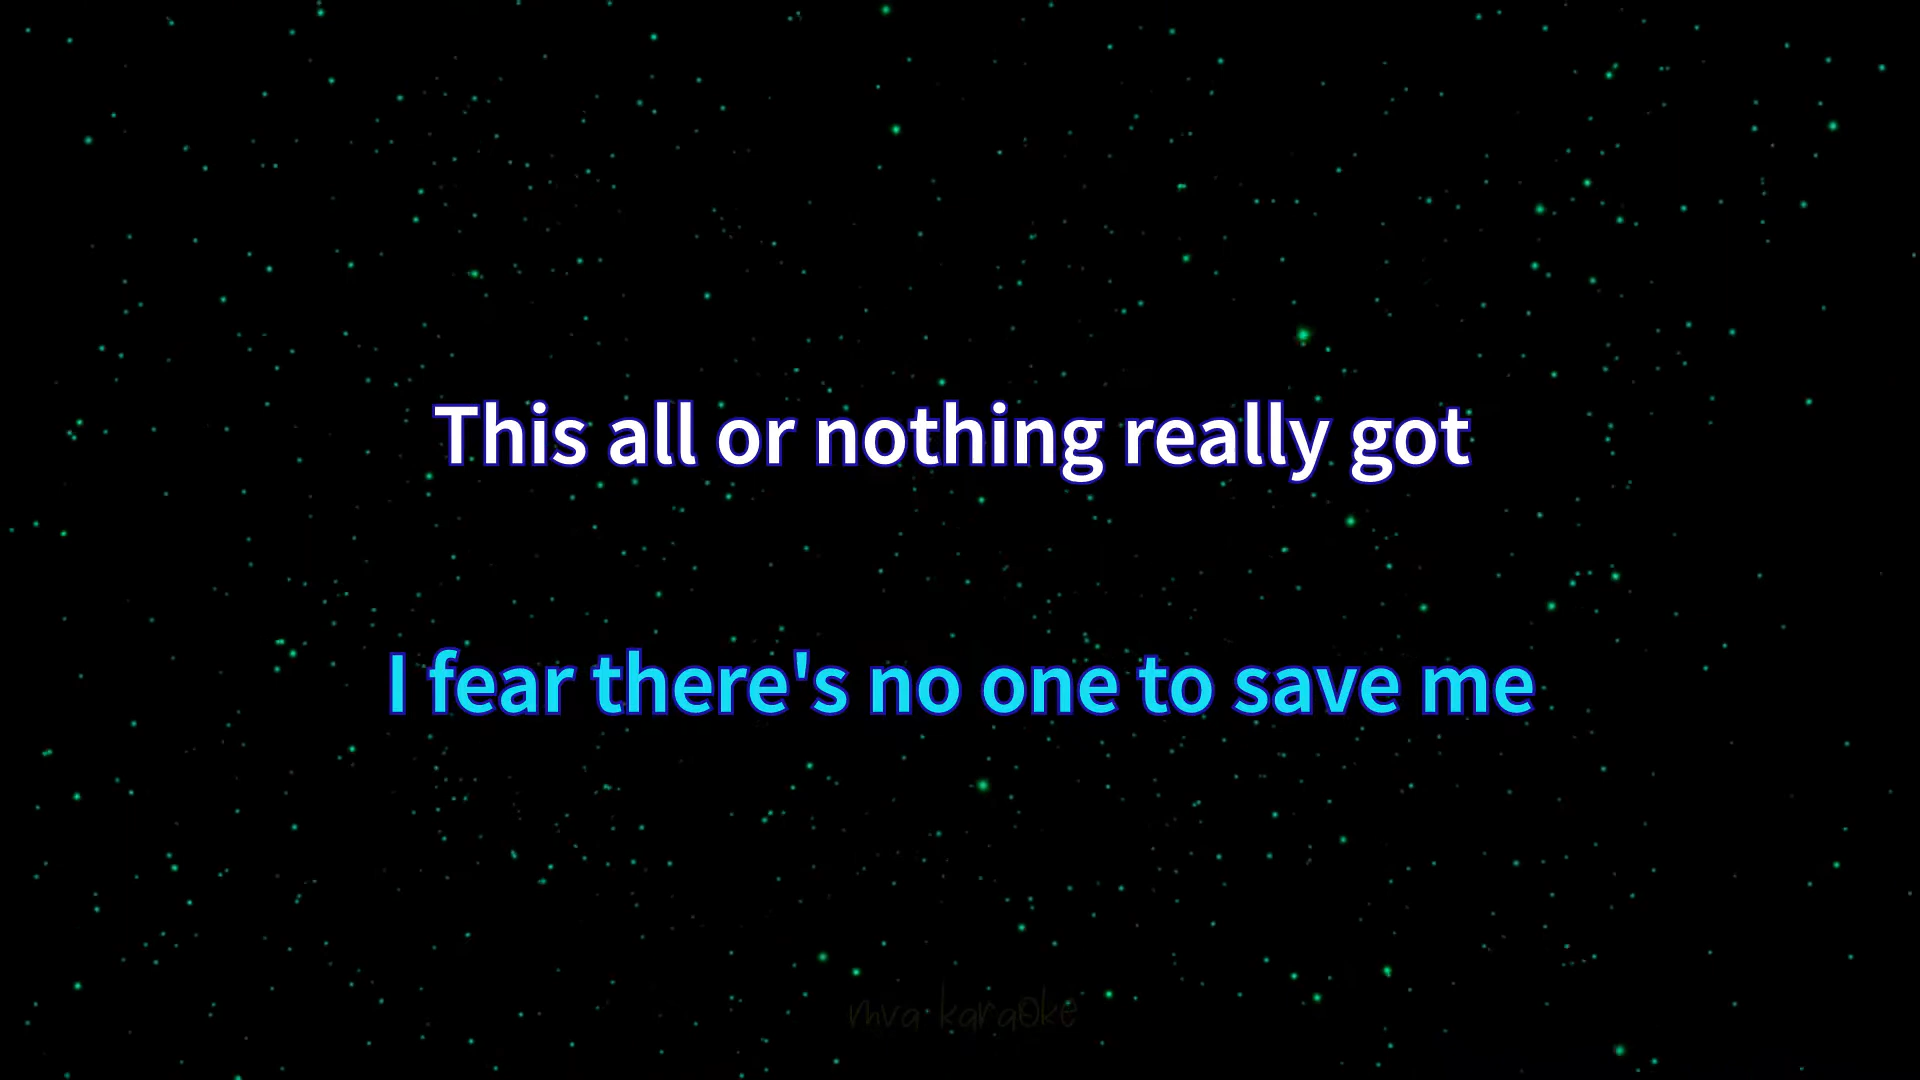 This all or nothing really got
I fear there's no one to save me
mva karaoke